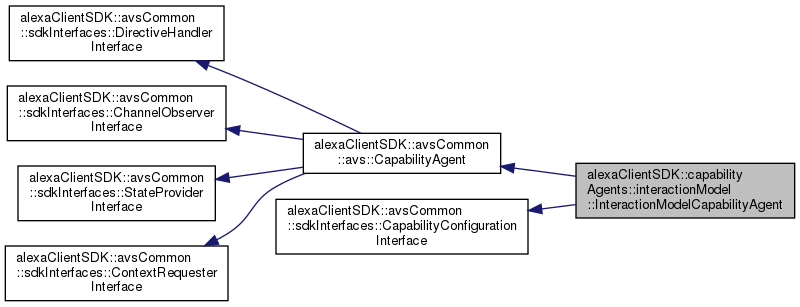 alexaClientSDK::avsCommon
::sdkInterfaces::DirectiveHandler
Interface
alexaClientSDK::avsCommon
::sdkInterfaces::ChannelObserver
Interface
alexaClientSDK::avsCommon
::avs::CapabilityAgent
alexaClientSDK::avsCommon
::sdkInterfaces::StateProvider
Interface
alexaClientSDK::capability
Agents::interactionModel
::InteractionModelCapabilityAgent
alexaClientSDK::avsCommon
::sdkInterfaces::CapabilityConfiguration
Interface
alexaClientSDK::avsCommon
::sdkInterfaces::ContextRequester
Interface